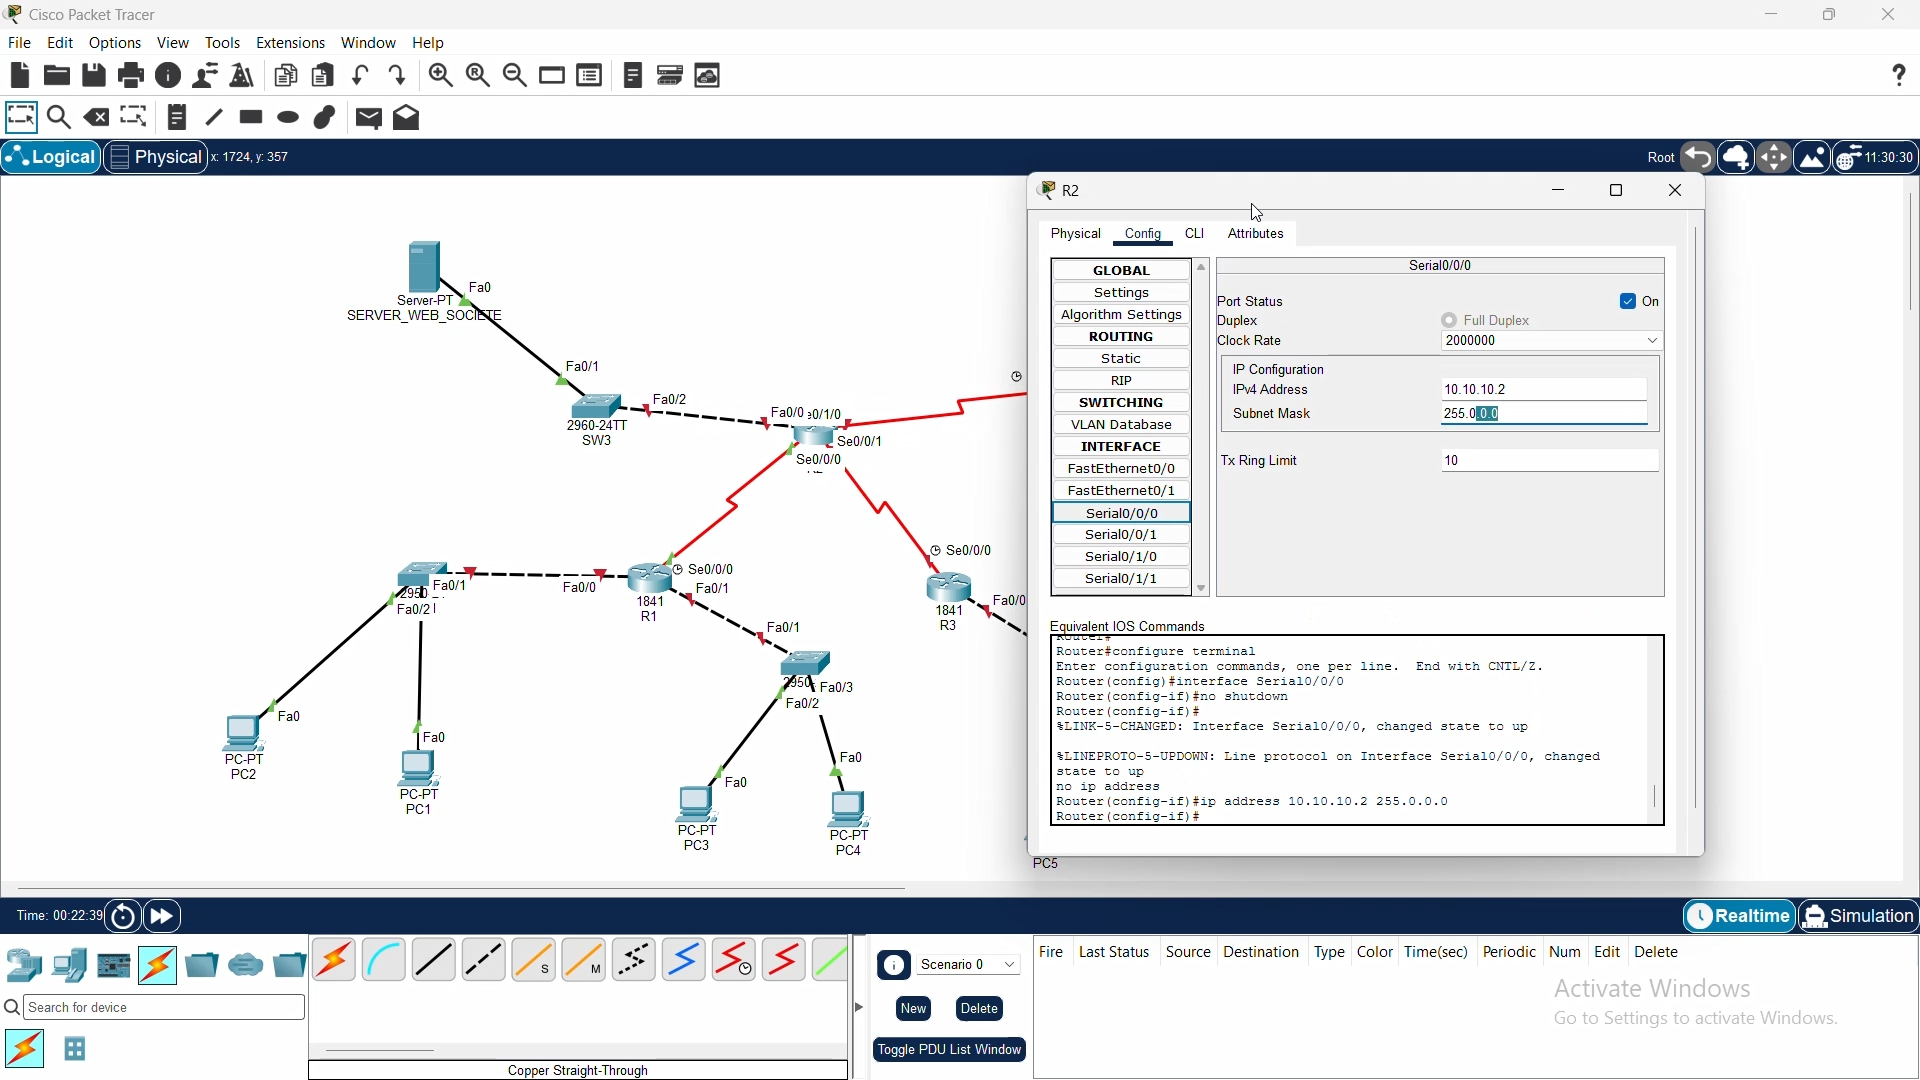 Cisco Packet Tracer
File Edit Options View Tools Extensions Window Help
Logical Physical x: 1724, y: 357
Root 11:30:30
R2
Physical Config CLI Attributes
GLOBAL
Settings
Algorithm Settings
ROUTING
Static
RIP
SWITCHING
VLAN Database
INTERFACE
FastEthernet0/0
FastEthernet0/1
Serial0/0/0
Serial0/0/1
Serial0/1/0
Serial0/1/1
Serial0/0/0
Port Status On
Duplex Full Duplex
Clock Rate 2000000
IP Configuration
IPv4 Address 10.10.10.2
Subnet Mask 255.0.0.0
Tx Ring Limit 10
Equivalent IOS Commands
Router#
Router#configure terminal
Enter configuration commands, one per line. End with CNTL/Z.
Router(config)#interface Serial0/0/0
Router(config-if)#no shutdown
Router(config-if)#
%LINK-5-CHANGED: Interface Serial0/0/0, changed state to up
%LINEPROTO-5-UPDOWN: Line protocol on Interface Serial0/0/0, changed
state to up
no ip address
Router(config-if)#ip address 10.10.10.2 255.0.0.0
Router(config-if)#
Fa0
Server-PT
SERVER_WEB_SOCIETE
Fa0/1
Fa0/2
2960-24TT
SW3
Fa0/0
Se0/0/1
Se0/0/0
Fa0/1
Fa0/2
Fa0/0
Se0/0/0
Fa0/1
1841
R1
Se0/0/0
Fa0/0
1841
R3
Fa0/1
Fa0/3
Fa0/2
Fa0
PC-PT
PC2
Fa0
PC-PT
PC1
Fa0
PC-PT
PC3
Fa0
PC-PT
PC4
PC5
Time: 00:22:39
Realtime Simulation
Search for device
S
M
Copper Straight-Through
Scenario 0
New Delete
Toggle PDU List Window
Fire Last Status Source Destination Type Color Time(sec) Periodic Num Edit Delete
Activate Windows
Go to Settings to activate Windows.